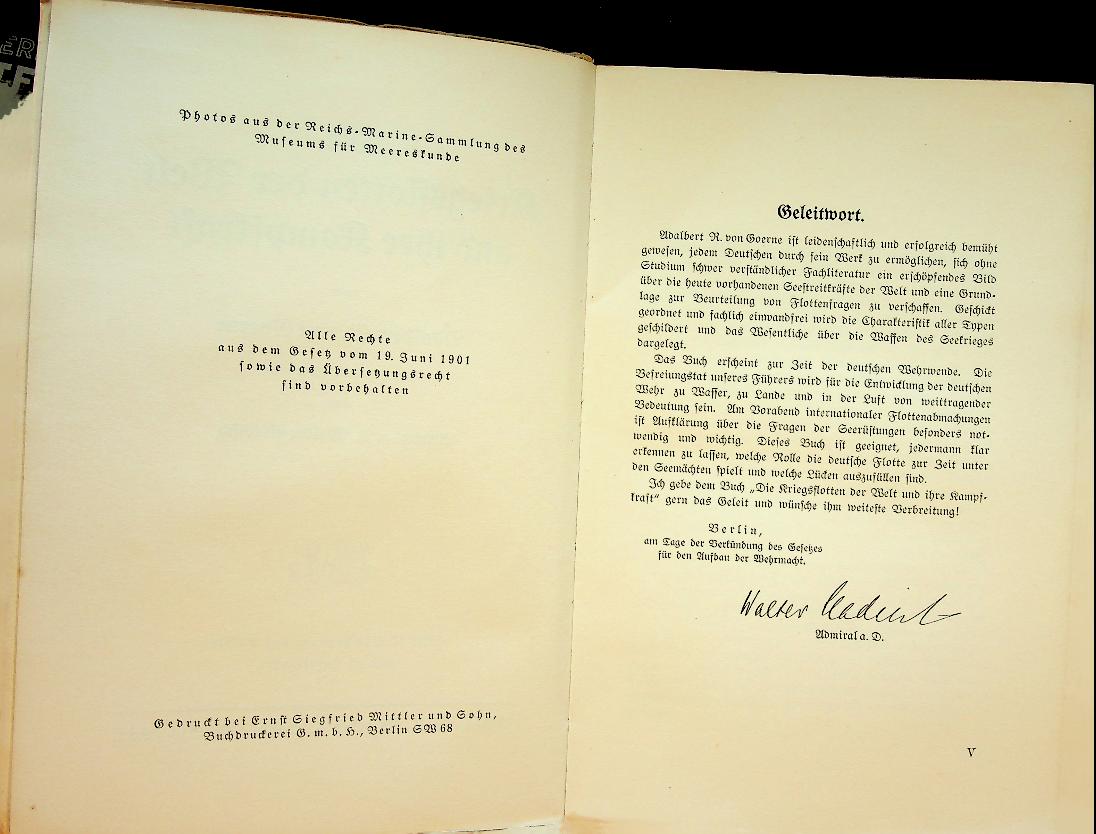 Photos aus der Reichs-Marine-Sammlung des
Museums für Meereskunde
Alle Rechte
aus dem Gesetz vom 19. Juni 1901
sowie das Übersetzungsrecht
sind vorbehalten
Gedruckt bei Ernst Siegfried Mittler und Sohn,
Buchdruckerei G. m. b. H., Berlin SW 68
Geleitwort.
Adalbert R. von Goerne ist leidenschaftlich und erfolgreich bemüht
gewesen, jedem Deutschen durch sein Werk zu ermöglichen, sich ohne
Studium schwer verständlicher Fachliteratur ein erschöpfendes Bild
über die heute vorhandenen Seestreitkräfte der Welt und eine Grund-
lage zur Beurteilung von Flottenfragen zu verschaffen. Geschickt
geordnet und fachlich einwandfrei wird die Charakteristik aller Typen
geschildert und das Wesentliche über die Waffen des Seekrieges
dargelegt.
Das Buch erscheint zur Zeit der deutschen Wehrwende. Die
Befreiungstat unseres Führers wird für die Entwicklung der deutschen
Wehr zu Wasser, zu Lande und in der Luft von weittragender
Bedeutung sein. Am Vorabend internationaler Flottenabmachungen
ist Aufklärung über die Fragen der Seerüstungen besonders not-
wendig und wichtig. Dieses Buch ist geeignet, jedermann klar
erkennen zu lassen, welche Rolle die deutsche Flotte zur Zeit unter
den Seemächten spielt und welche Lücken auszufüllen sind.
Ich gebe dem Buch „Die Kriegsflotten der Welt und ihre Kampf-
kraft“ gern das Geleit und wünsche ihm weiteste Verbreitung!
Berlin,
am Tage der Verkündung des Gesetzes
für den Aufbau der Wehrmacht.
Walter
Admiral a. D.
V